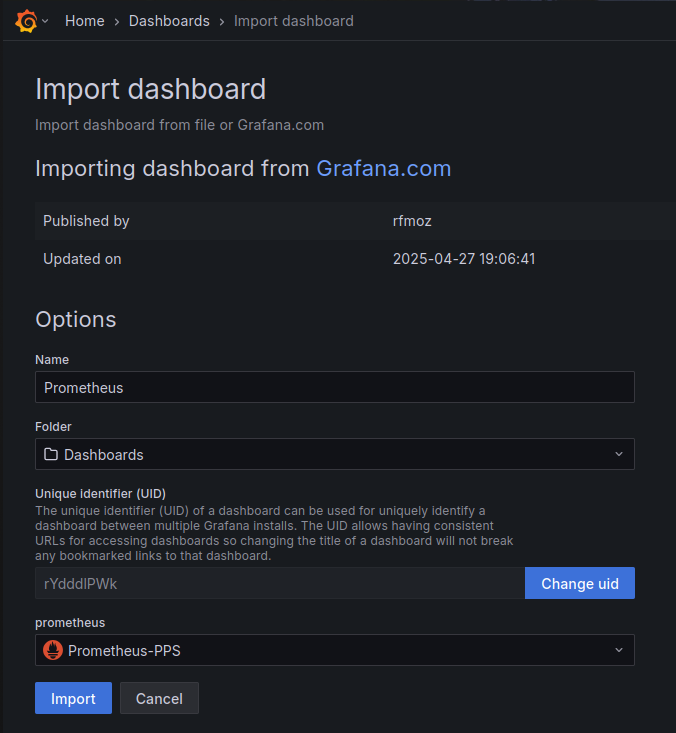 Home › Dashboards › Import dashboard
Import dashboard
Import dashboard from file or Grafana.com
Importing dashboard from Grafana.com
Published by rfmoz
Updated on 2025-04-27 19:06:41
Options
Name
Prometheus
Folder
Dashboards
Unique identifier (UID)
The unique identifier (UID) of a dashboard can be used for uniquely identify a
dashboard between multiple Grafana installs. The UID allows having consistent
URLs for accessing dashboards so changing the title of a dashboard will not break
any bookmarked links to that dashboard.
rYdddlPWk Change uid
prometheus
Prometheus-PPS
Import Cancel